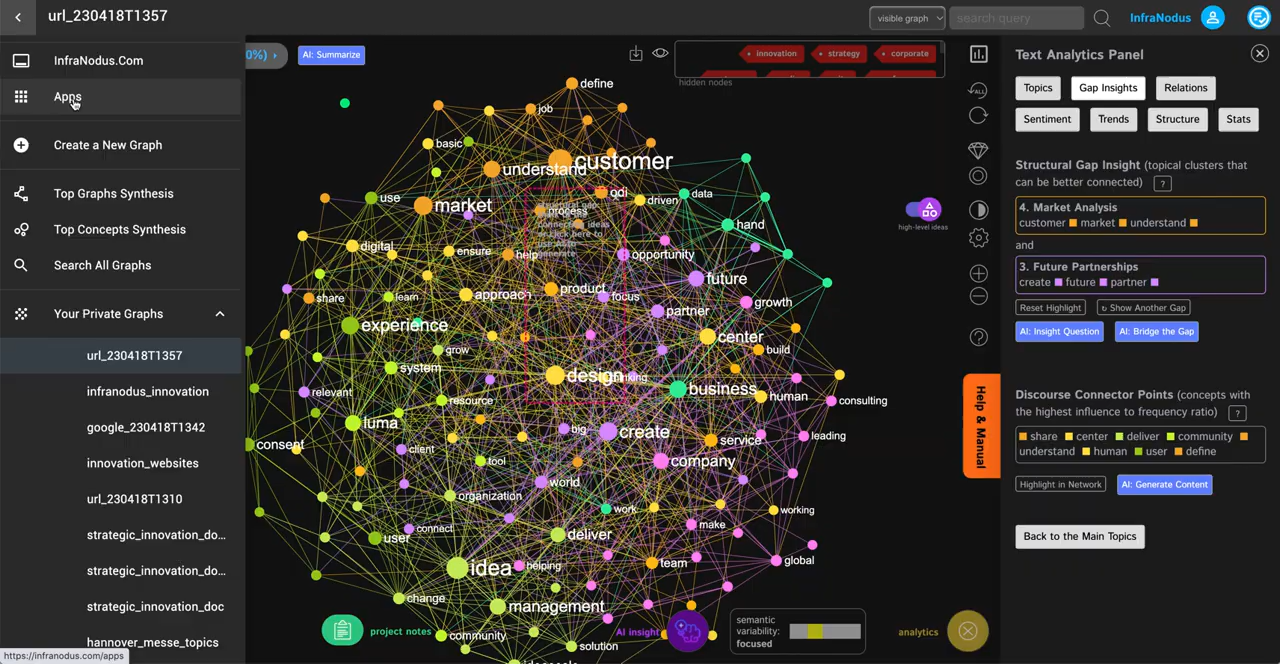 url_230418T1357
InfraNodus.Com
Apps
Create a New Graph
Top Graphs Synthesis
Top Concepts Synthesis
Search All Graphs
Your Private Graphs
url_230418T1357
infranodus_innovation
google_230418T1342
innovation_websites
url_230418T1310
strategic_innovation_do...
strategic_innovation_do...
strategic_innovation_doc
hannover_messe_topics
https://infranodus.com/apps
0%)
AI: Summarize
innovation
strategy
corporate
hidden nodes
visible graph
search query
InfraNodus
define
job
basic
customer
understand
odi
data
use
market
driven
process
hand
digital
ensure
help
opportunity
future
share
learn
approach
product
focus
growth
partner
experience
center
grow
build
system
design
thinking
business
human
relevant
resource
consulting
luma
big
create
service
leading
consent
client
company
tool
world
organization
work
working
connect
make
user
deliver
idea
helping
team
global
change
management
community
solution
project notes
AI insight
semantic
variability:
focused
analytics
ALL
high-level ideas
Help & Manual
Text Analytics Panel
Topics
Gap Insights
Relations
Sentiment
Trends
Structure
Stats
Structural Gap Insight (topical clusters that
can be better connected) ?
4. Market Analysis
customer market understand
and
3. Future Partnerships
create future partner
Reset Highlight
↻ Show Another Gap
AI: Insight Question
AI: Bridge the Gap
Discourse Connector Points (concepts with
the highest influence to frequency ratio) ?
share center deliver community
understand human user define
Highlight in Network
AI: Generate Content
Back to the Main Topics